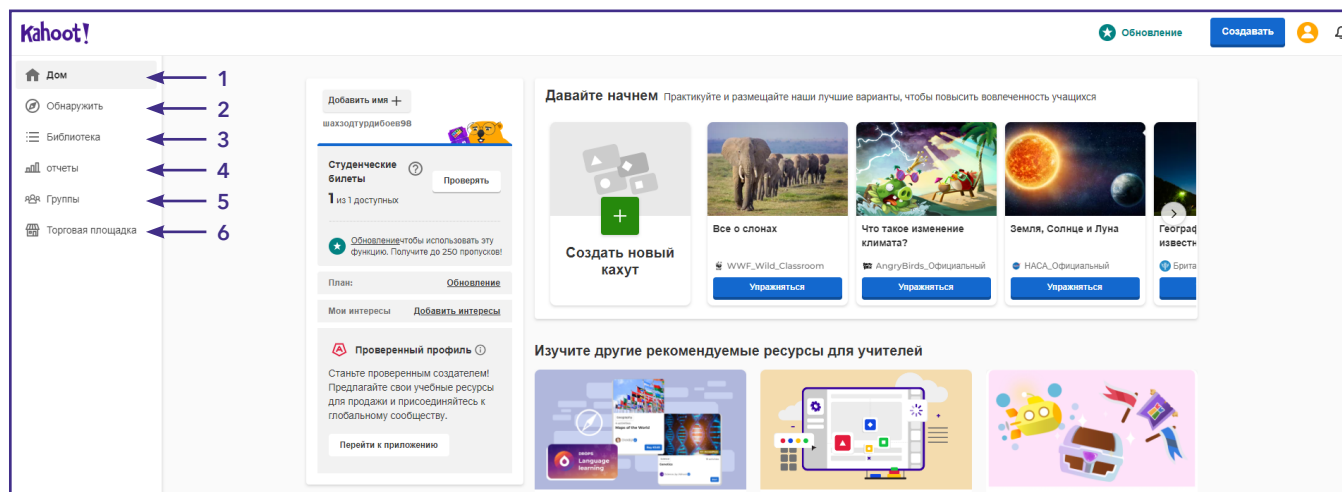 Kahoot!
Обновление
Создавать
Дом
1
Обнаружить
2
Библиотека
3
отчеты
4
Группы
5
Торговая площадка
6
Добавить имя +
шахзодтурдибоев98
Студенческие
билеты
Проверять
1 из 1 доступных
Обновлениечтобы использовать эту
функцию. Получите до 250 пропусков!
План:
Обновление
Мои интересы
Добавить интересы
Проверенный профиль
Станьте проверенным создателем!
Предлагайте свои учебные ресурсы
для продажи и присоединяйтесь к
глобальному сообществу.
Перейти к приложению
Давайте начнем Практикуйте и размещайте наши лучшие варианты, чтобы повысить вовлеченность учащихся
Создать новый
кахут
Все о слонах
WWF_Wild_Classroom
Упражняться
Что такое изменение
климата?
AngryBirds_Официальный
Упражняться
Земля, Солнце и Луна
НАСА_Официальный
Упражняться
Географ
известн
Брита
Изучите другие рекомендуемые ресурсы для учителей
Maps of the World
DROPS
Language
learning